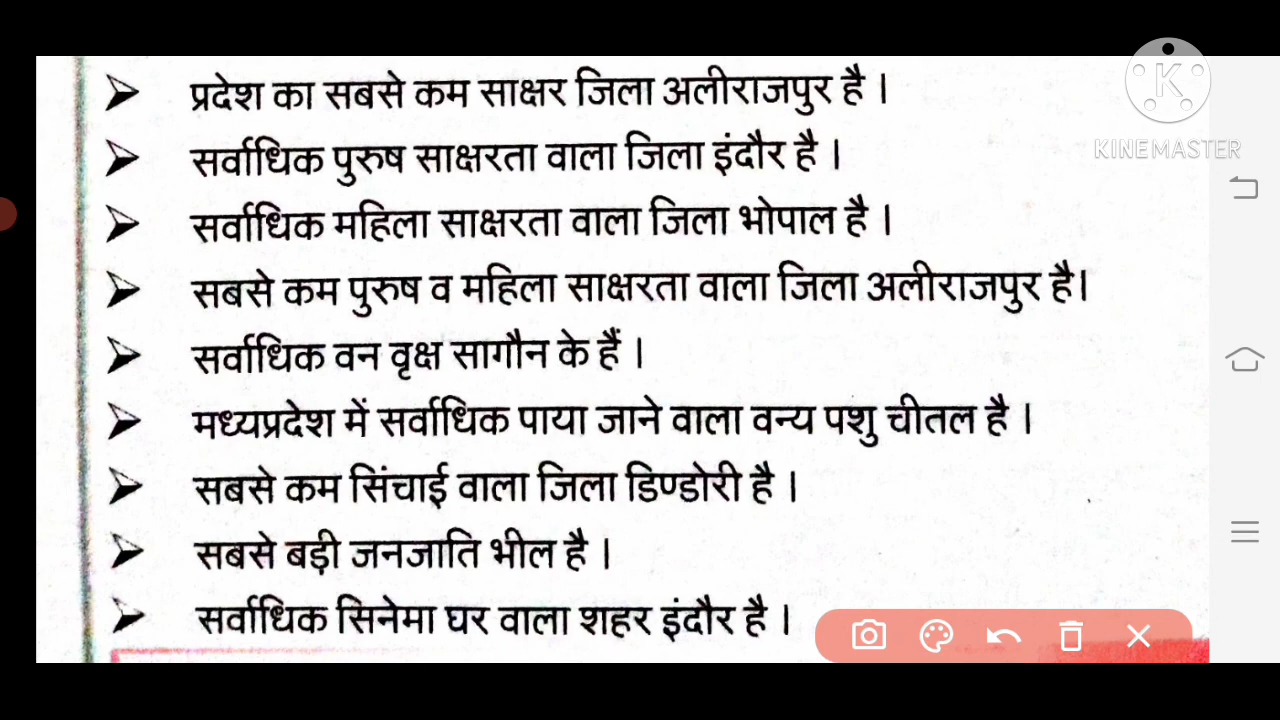 प्रदेश का सबसे कम साक्षर जिला अलीराजपुर है ।
सर्वाधिक पुरुष साक्षरता वाला जिला इंदौर है ।
सर्वाधिक महिला साक्षरता वाला जिला भोपाल है ।
सबसे कम पुरुष व महिला साक्षरता वाला जिला अलीराजपुर है।
सर्वाधिक वन वृक्ष सागौन के हैं ।
मध्यप्रदेश में सर्वाधिक पाया जाने वाला वन्य पशु चीतल है ।
सबसे कम सिंचाई वाला जिला डिण्डोरी है ।
सबसे बड़ी जनजाति भील है ।
सर्वाधिक सिनेमा घर वाला शहर इंदौर है ।
K
KINEMASTER